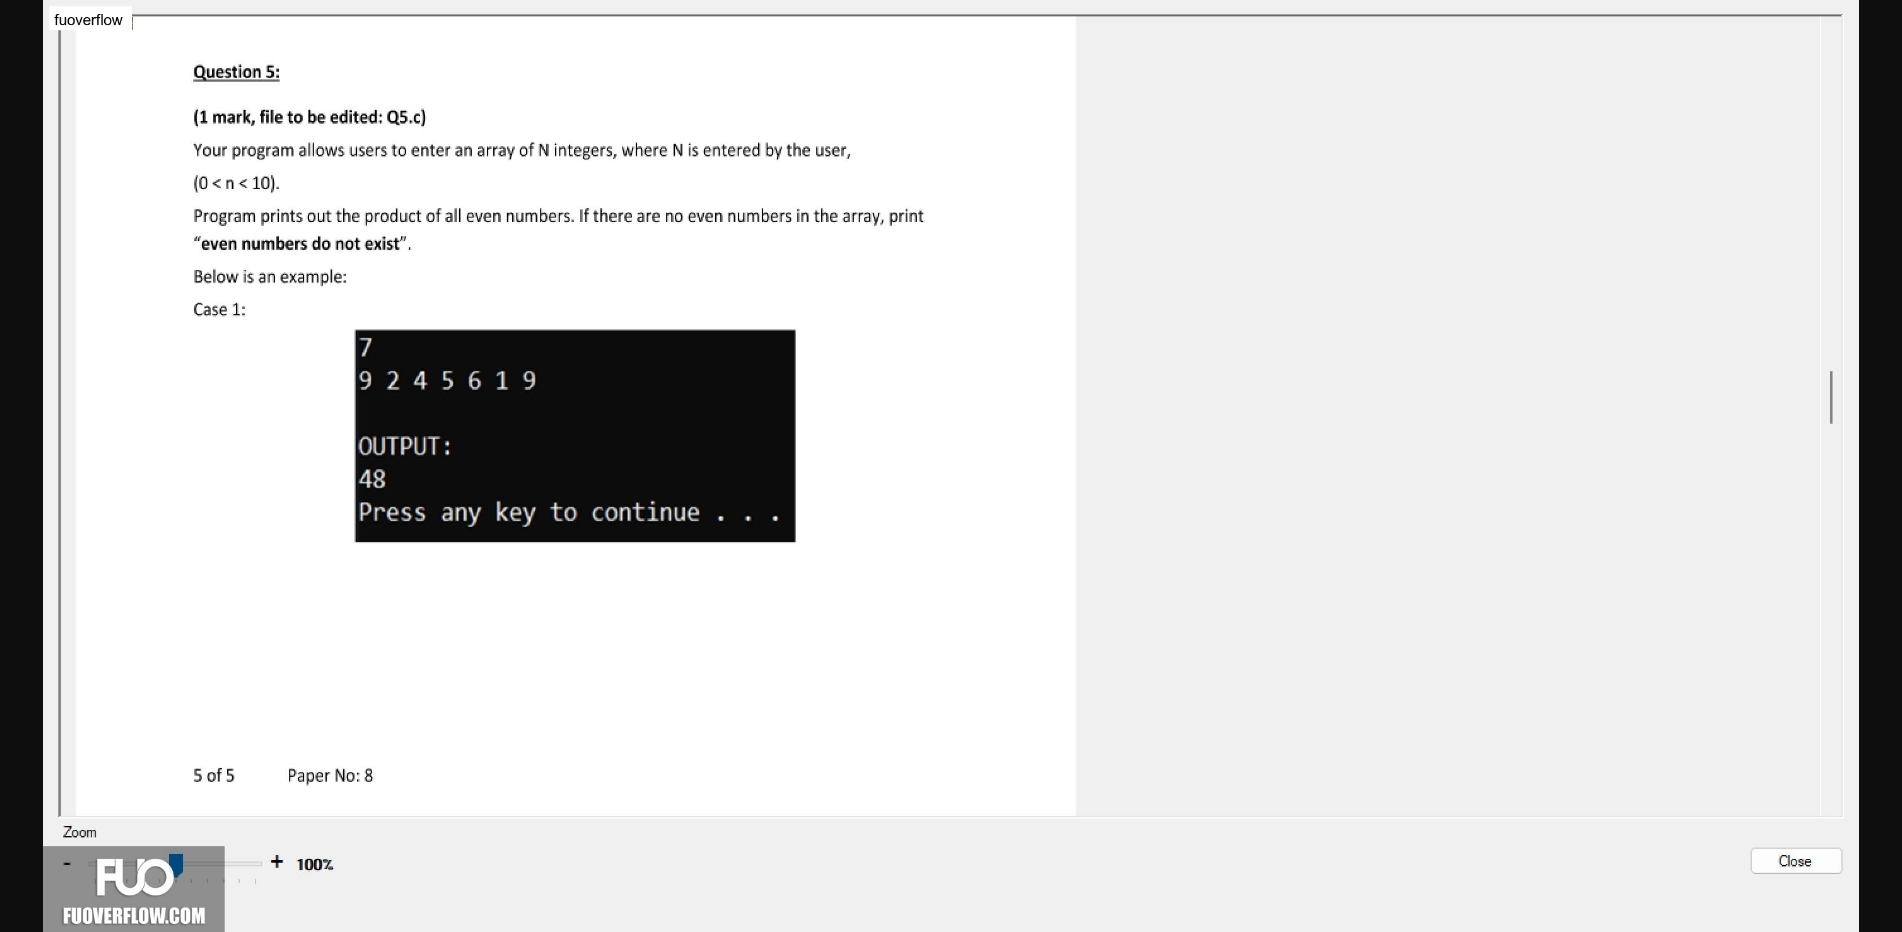 fuoverflow
Question 5:
(1 mark, file to be edited: Q5.c)
Your program allows users to enter an array of N integers, where N is entered by the user,
(0 < n < 10).
Program prints out the product of all even numbers. If there are no even numbers in the array, print
“even numbers do not exist”.
Below is an example:
Case 1:
7
9 2 4 5 6 1 9
OUTPUT:
48
Press any key to continue . . .
5 of 5 Paper No: 8
Zoom
- + 100%
Close
FUO
FUOVERFLOW.COM